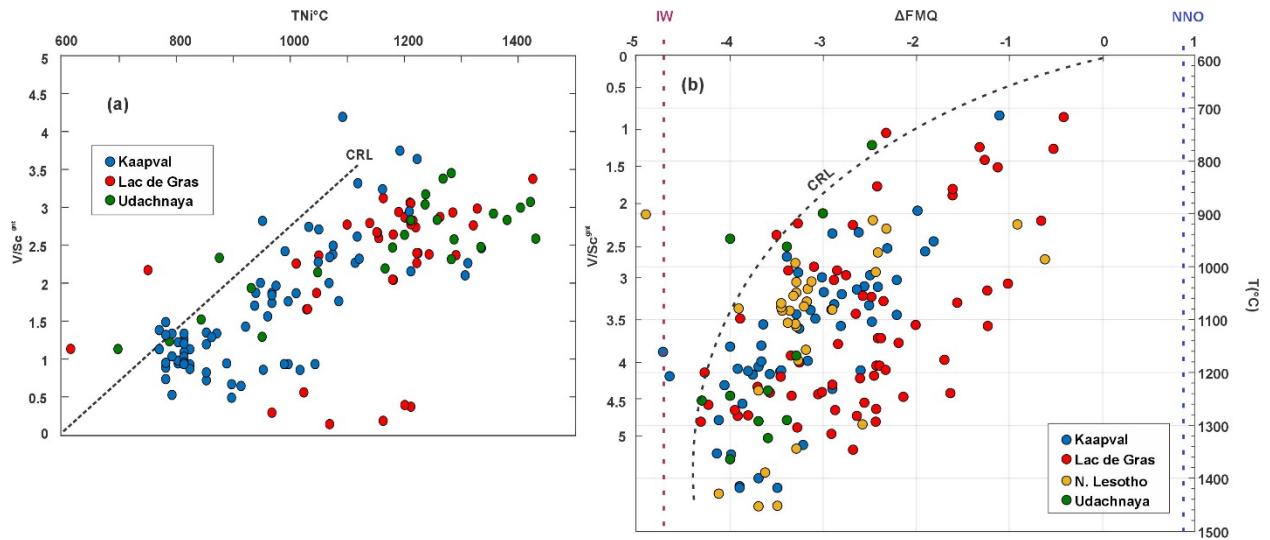 TNi°C
600 800 1000 1200 1400
5
4.5
4
3.5
3
2.5
2
1.5
1
0.5
0
V/Sc grt
(a)
Kaapval
Lac de Gras
Udachnaya
CRL
IW ΔFMQ NNO
-5 -4 -3 -2 -1 0 1
0
0.5
1
1.5
2
2.5
3
3.5
4
4.5
5
V/Sc grt
(b)
CRL
Kaapval
Lac de Gras
N. Lesotho
Udachnaya
600
700
800
900
1000
1100
1200
1300
1400
1500
T(°C)